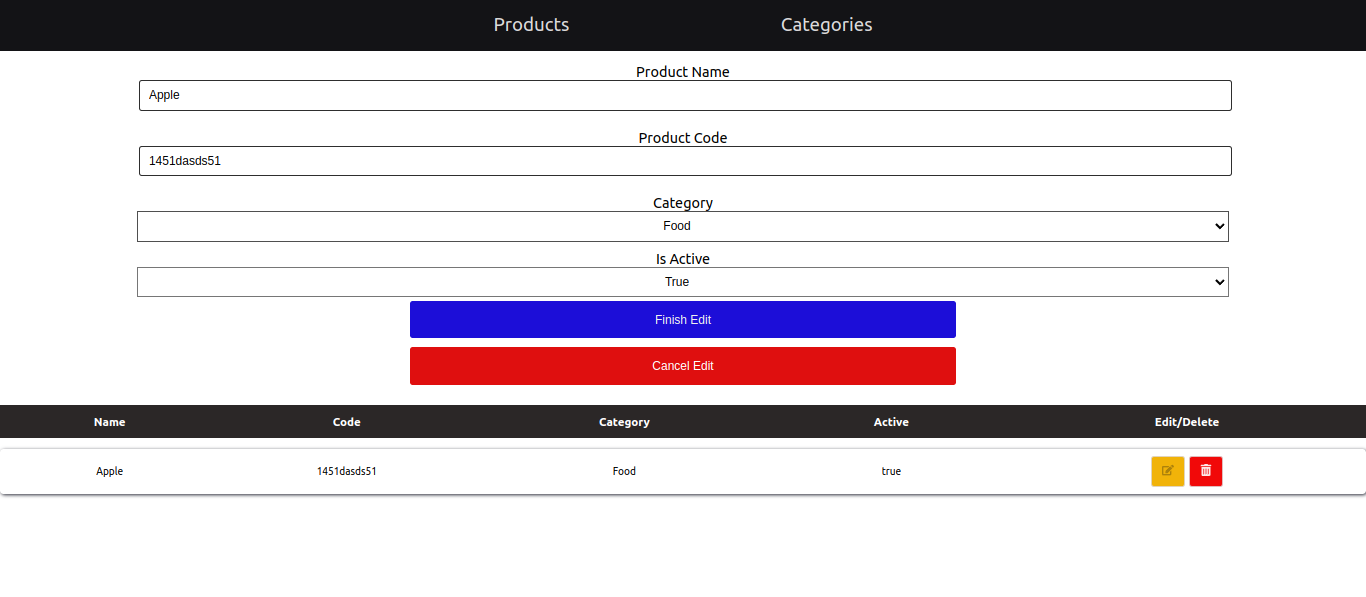 Products Categories
Product Name
Apple
Product Code
1451dasds51
Category
Food
Is Active
True
Finish Edit
Cancel Edit
Name Code Category Active Edit/Delete
Apple 1451dasds51 Food true